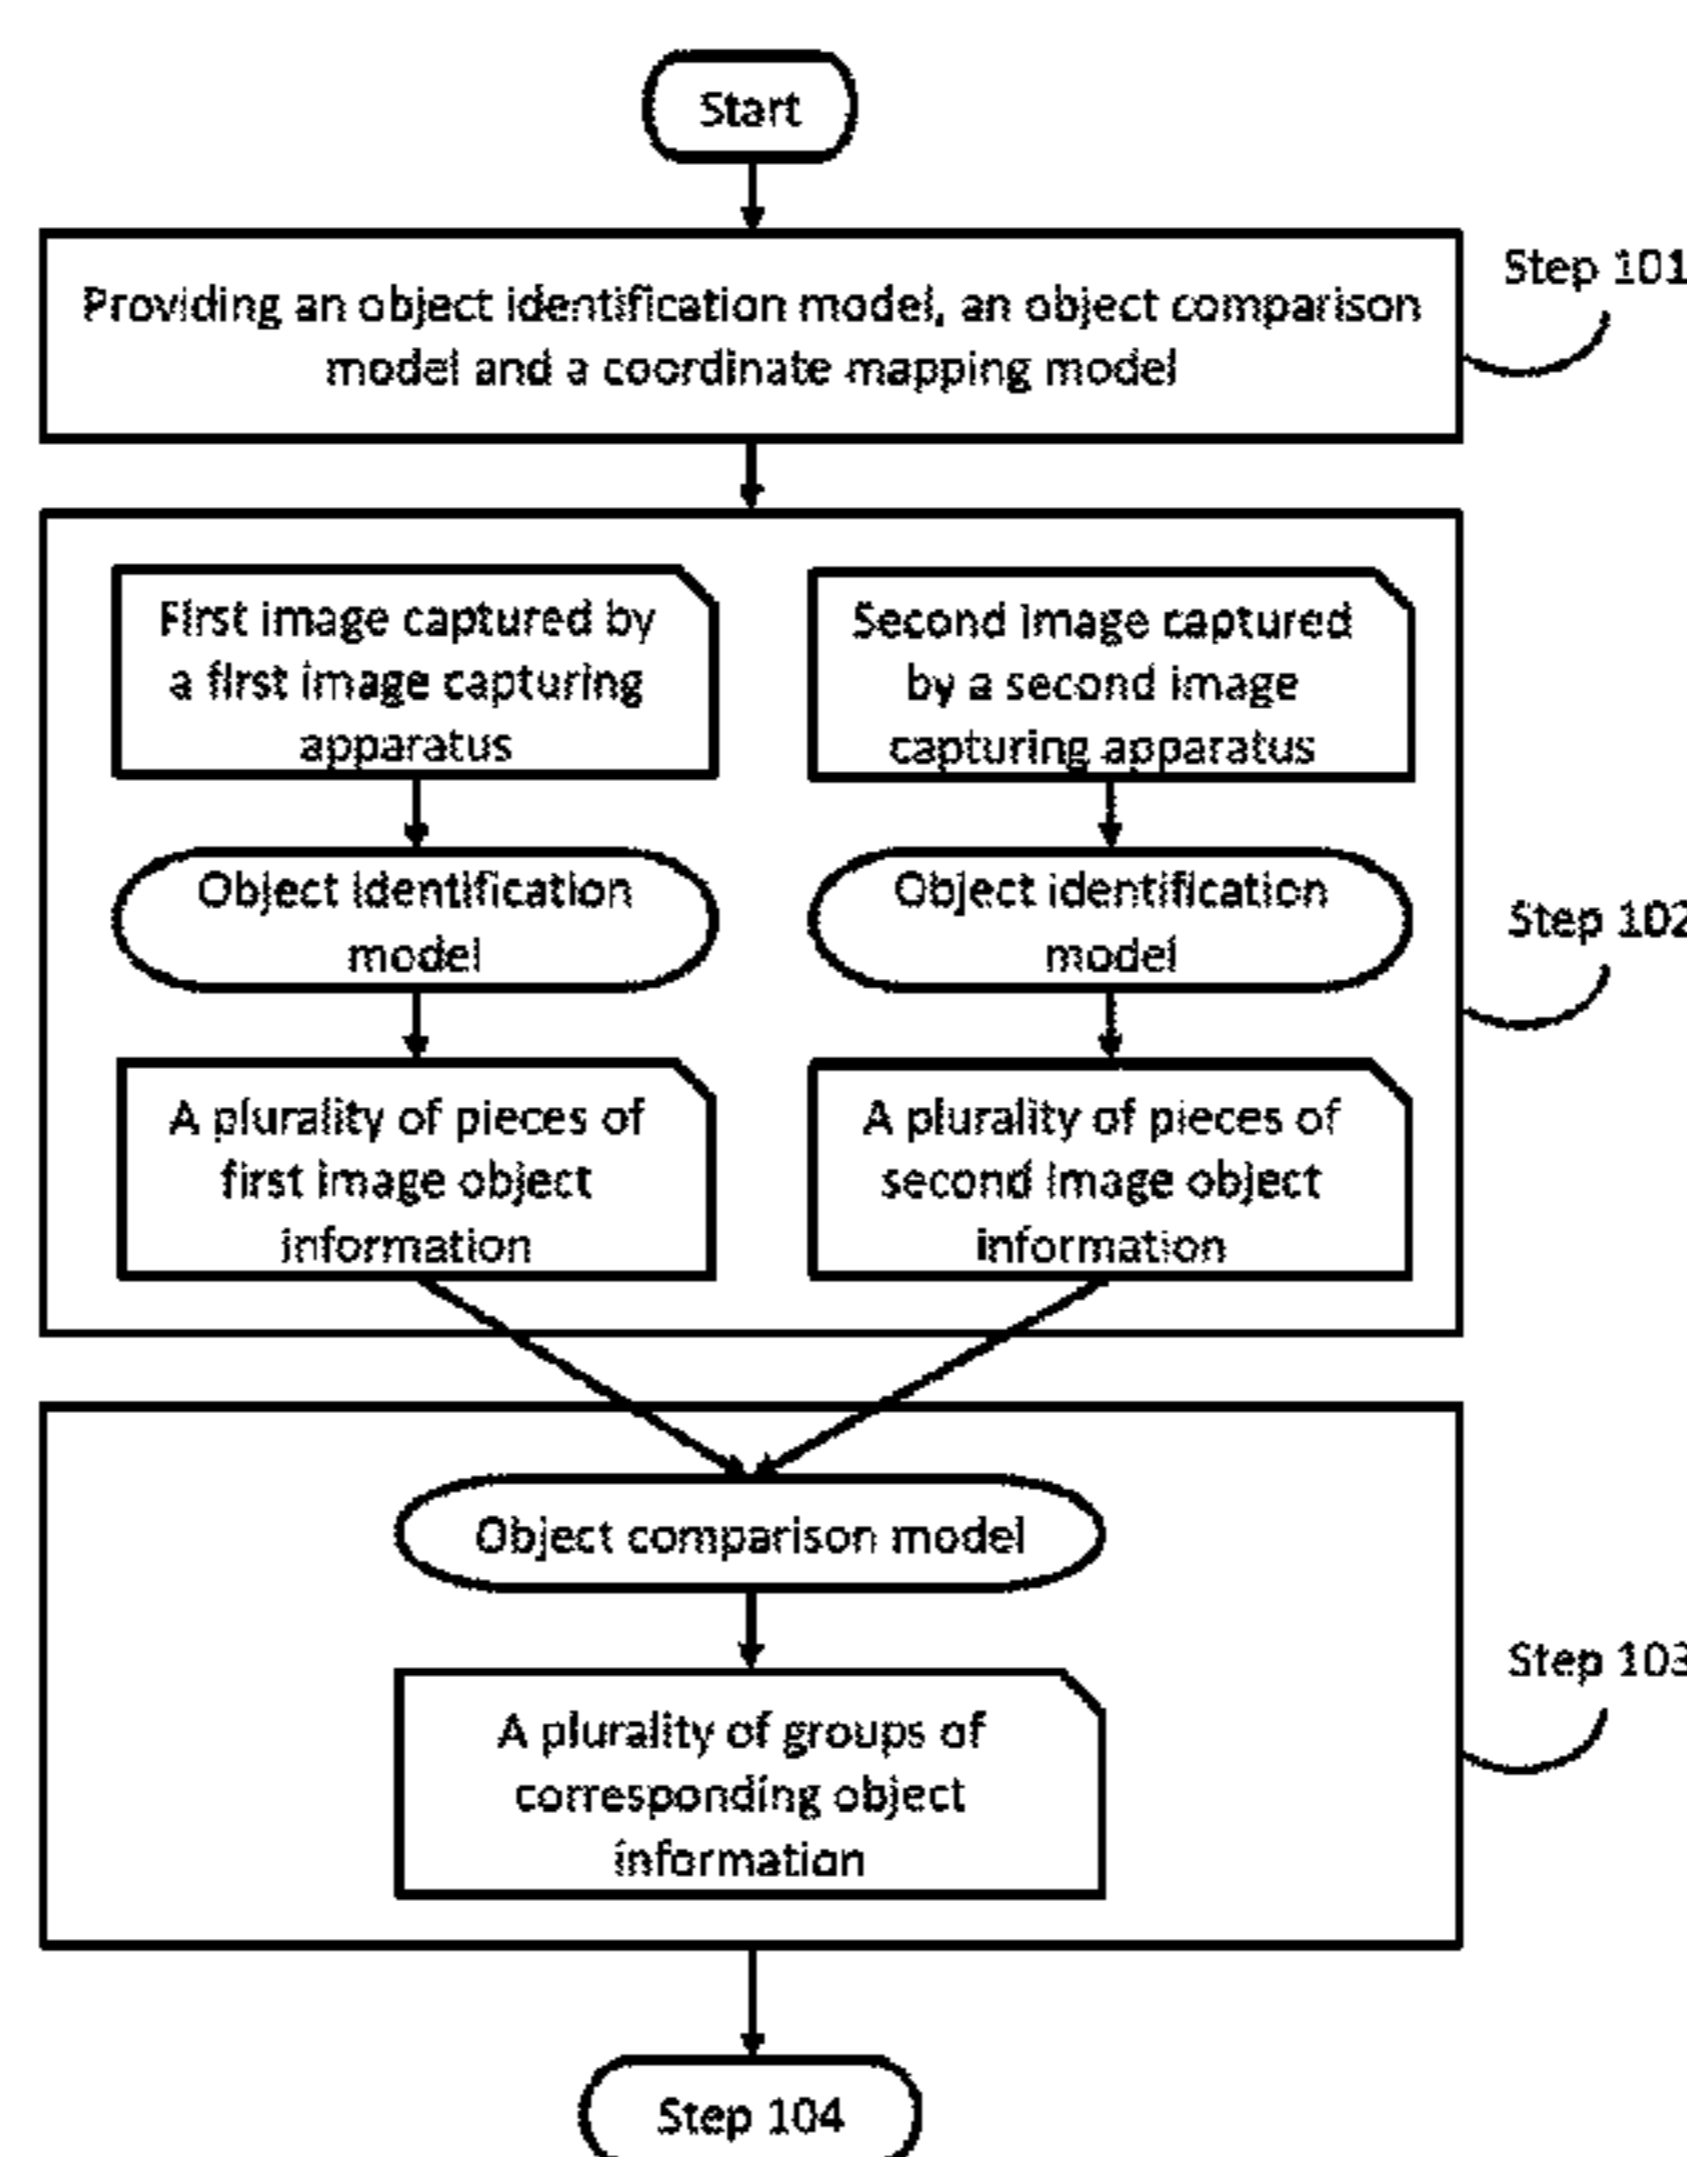 Start
Step 101
Providing an object identification model, an object comparison
model and a coordinate mapping model
First image captured by
a first image capturing
apparatus
Second image captured
by a second image
capturing apparatus
Object identification
model
Object identification
model
Step 102
A plurality of pieces of
first image object
information
A plurality of pieces of
second image object
information
Object comparison model
Step 103
A plurality of groups of
corresponding object
information
Step 104